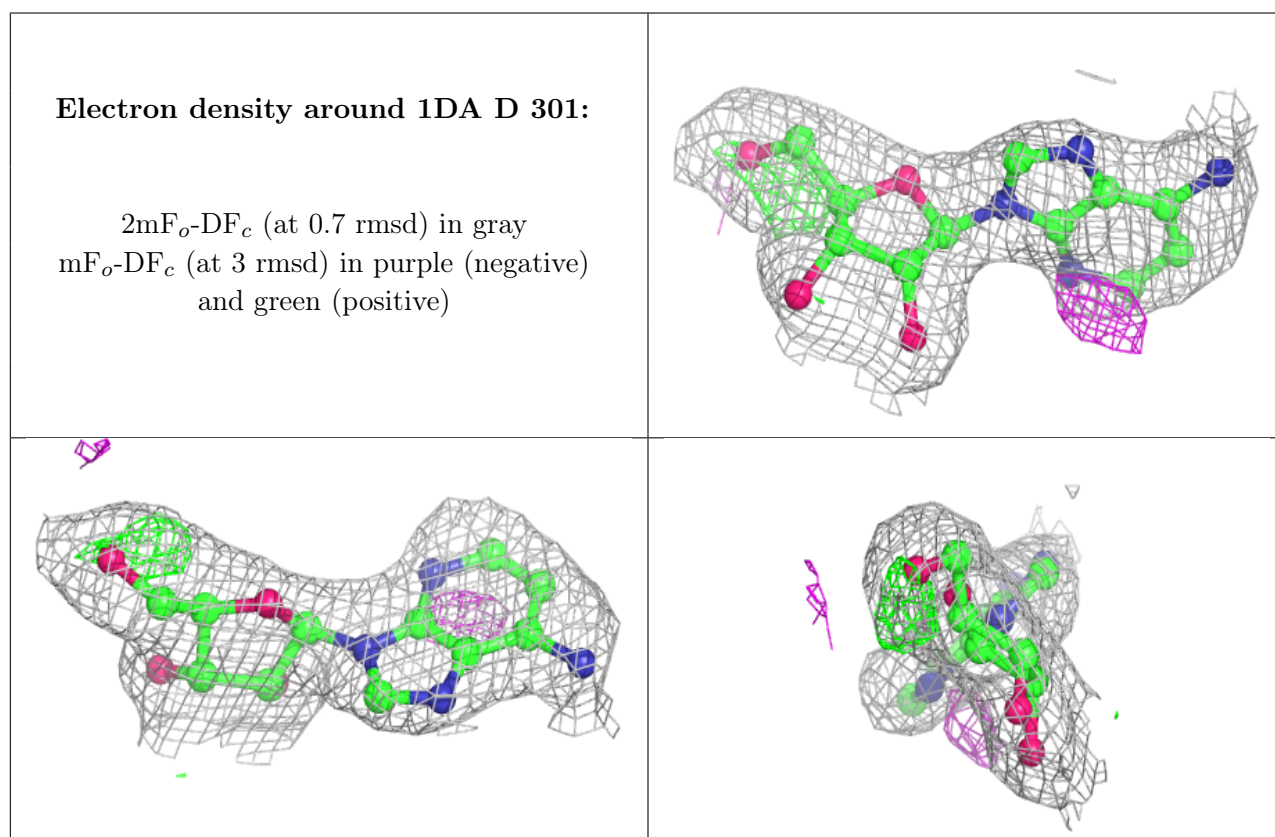 Electron density around 1DA D 301:
2mFₒ-DF𝒸 (at 0.7 rmsd) in gray
mFₒ-DF𝒸 (at 3 rmsd) in purple (negative)
and green (positive)